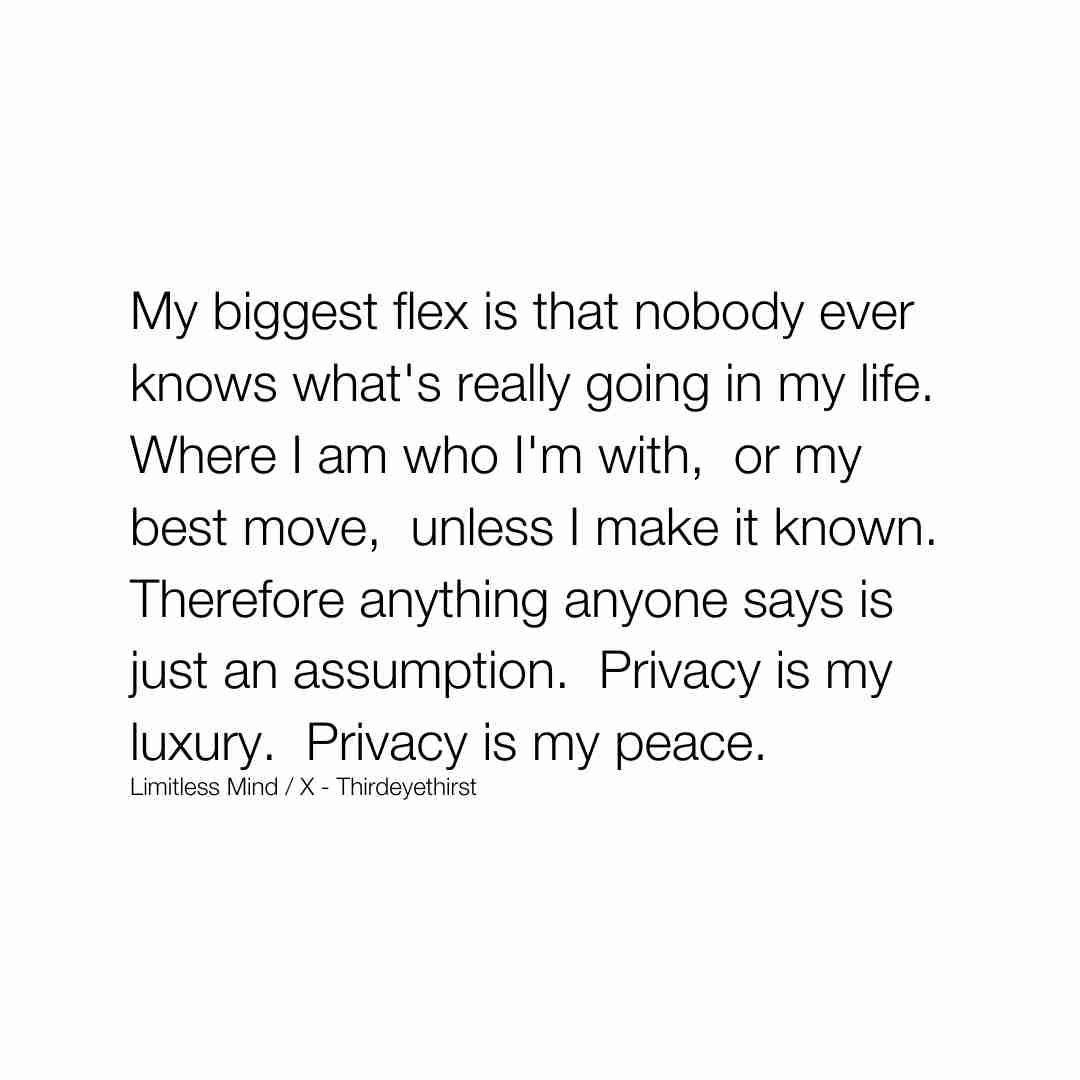 My biggest flex is that nobody ever
knows what's really going in my life.
Where I am who I'm with,  or my
best move,  unless I make it known.
Therefore anything anyone says is
just an assumption.  Privacy is my
luxury.  Privacy is my peace.
Limitless Mind / X - Thirdeyethirst